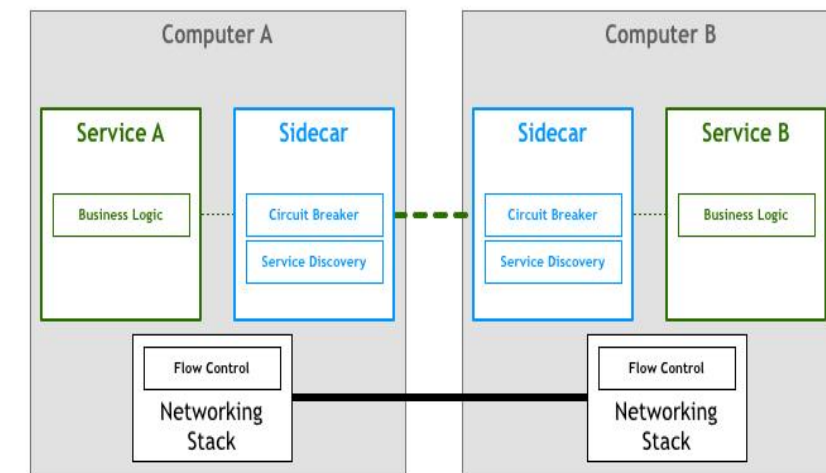 Computer A
Computer B
Service A
Sidecar
Sidecar
Service B
Business Logic
Circuit Breaker
Circuit Breaker
Business Logic
Service Discovery
Service Discovery
Flow Control
Flow Control
Networking
Stack
Networking
Stack